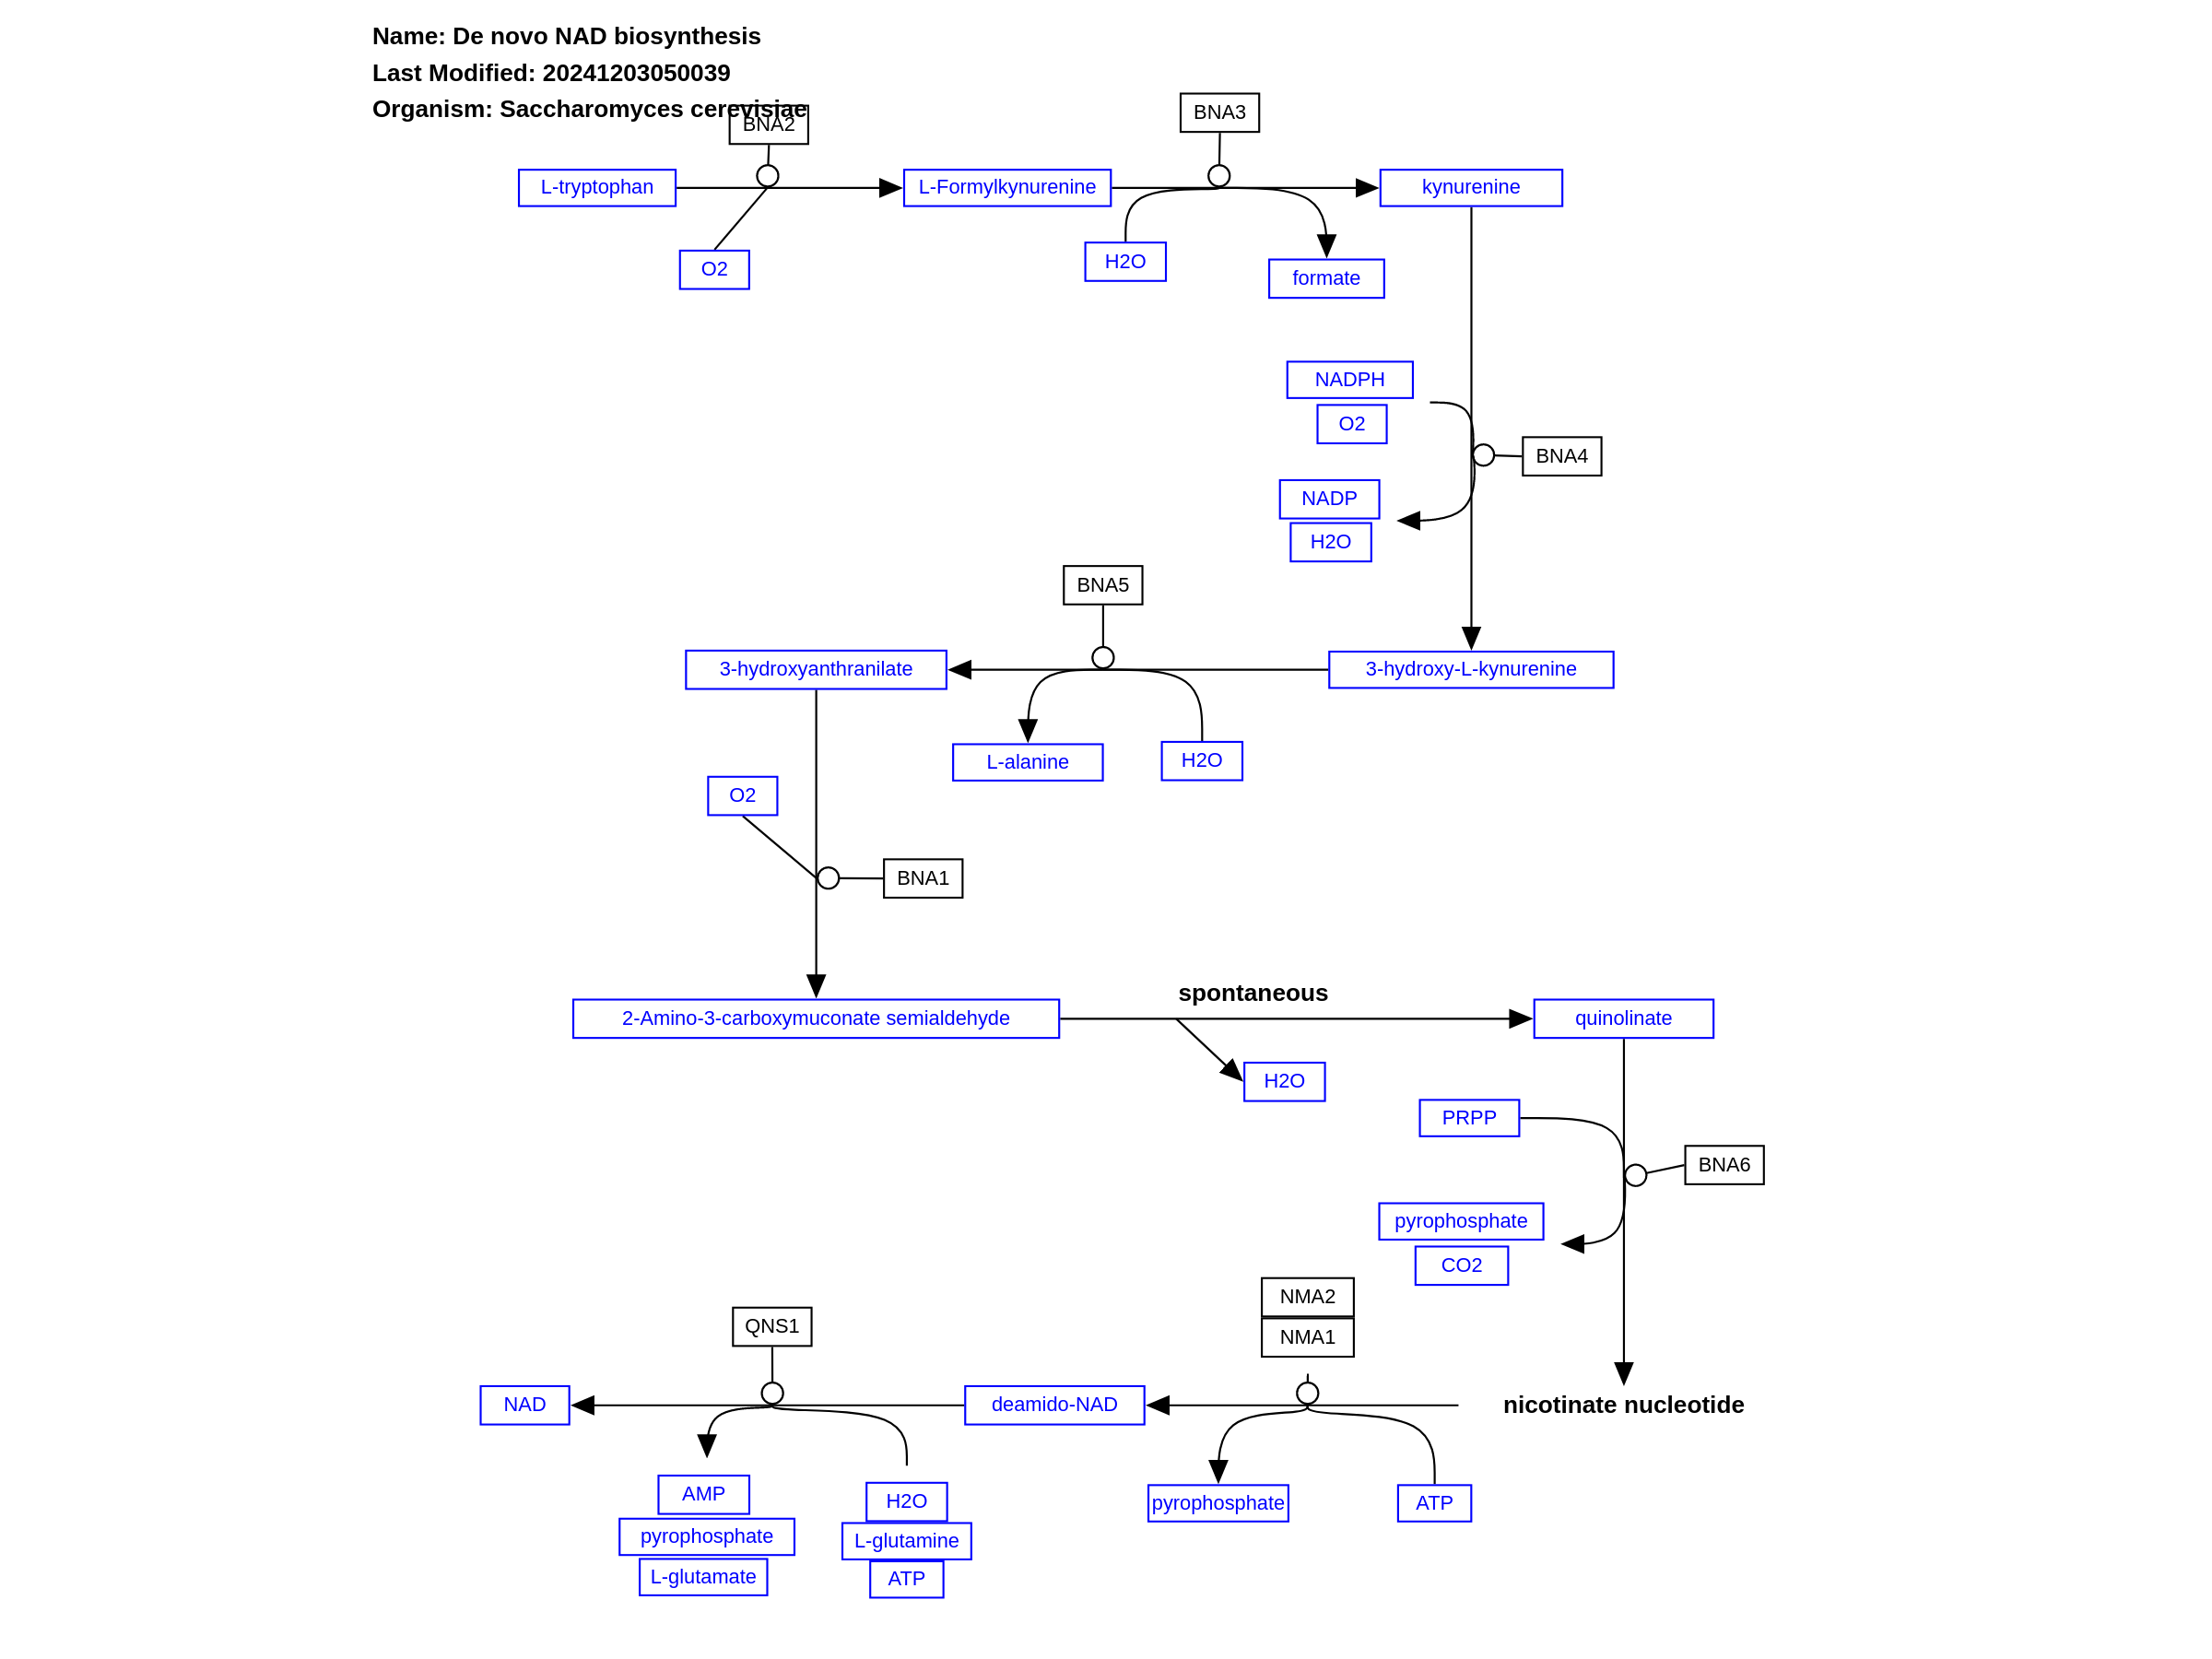 Name: De novo NAD biosynthesis
Last Modified: 20241203050039
Organism: Saccharomyces cerevisiae
BNA2
BNA3
L-tryptophan
L-Formylkynurenine
kynurenine
O2
H2O
formate
NADPH
O2
BNA4
NADP
H2O
BNA5
3-hydroxyanthranilate
3-hydroxy-L-kynurenine
L-alanine
H2O
O2
BNA1
spontaneous
2-Amino-3-carboxymuconate semialdehyde
quinolinate
H2O
PRPP
BNA6
pyrophosphate
CO2
NMA2
QNS1
NMA1
NAD
deamido-NAD
nicotinate nucleotide
AMP
H2O
pyrophosphate
ATP
pyrophosphate
L-glutamine
L-glutamate
ATP